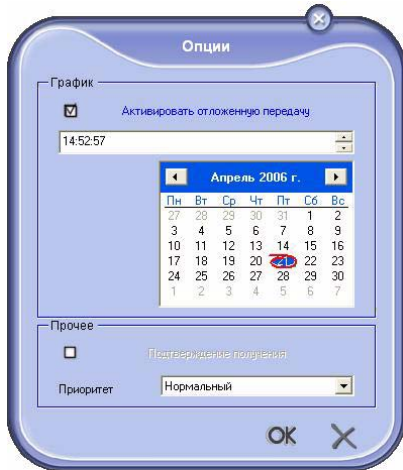 Опции
График
Активировать отложенную передачу
14:52:57
Апрель 2006 г.
Пн Вт Ср Чт Пт Сб Вс
27 28 29 30 31 1 2
3 4 5 6 7 8 9
10 11 12 13 14 15 16
17 18 19 20 21 22 23
24 25 26 27 28 29 30
1 2 3 4 5 6 7
Прочее
Подтверждение получения
Приоритет Нормальный
OK